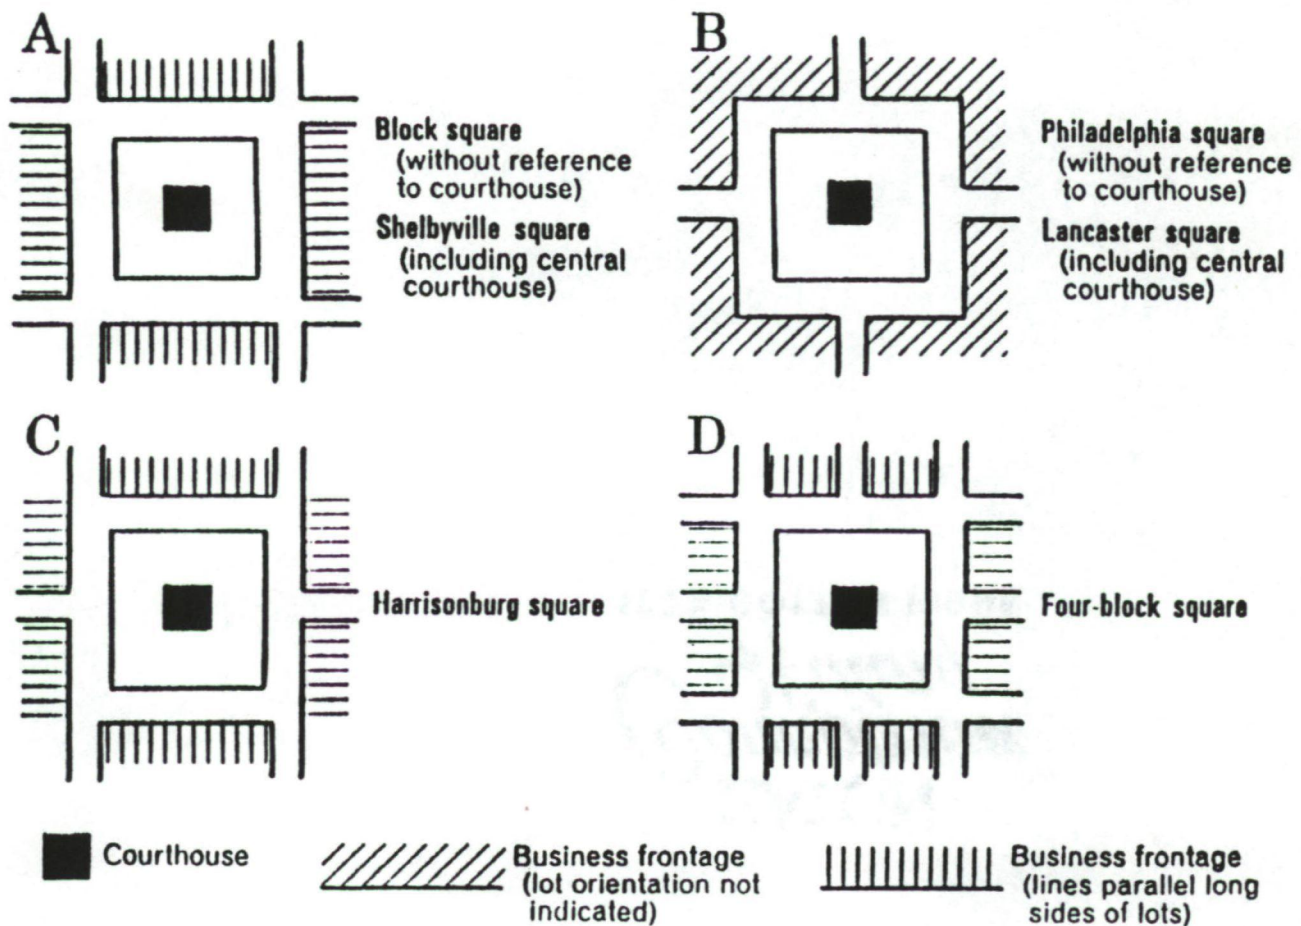 A
Block square
(without reference
to courthouse)
Shelbyville square
(including central
courthouse)
B
Philadelphia square
(without reference
to courthouse)
Lancaster square
(including central
courthouse)
C
Harrisonburg square
D
Four-block square
Courthouse
Business frontage
(lot orientation not
indicated)
Business frontage
(lines parallel long
sides of lots)